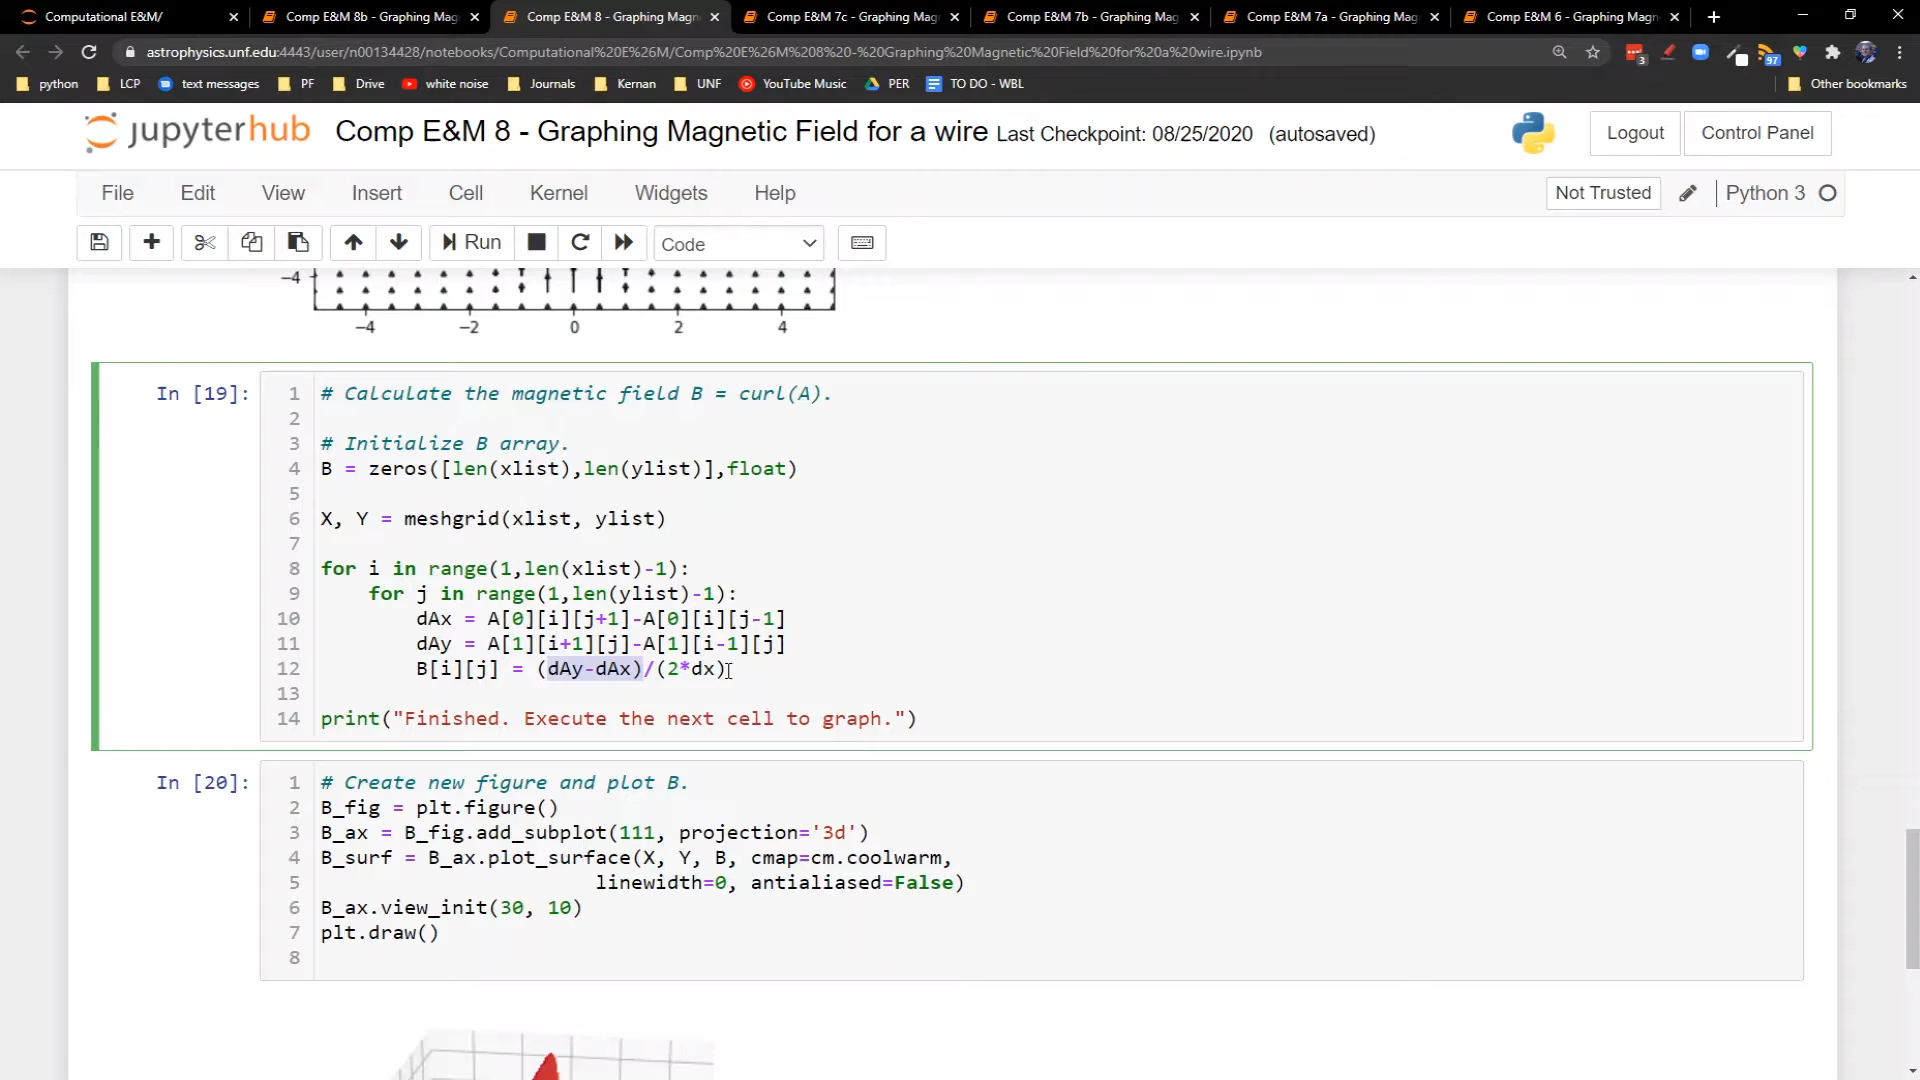 Computational E&M/
Comp E&M 8b - Graphing Mag
Comp E&M 8 - Graphing Magn
Comp E&M 7c - Graphing Mag
Comp E&M 7b - Graphing Mag
Comp E&M 7a - Graphing Mag
Comp E&M 6 - Graphing Magn
astrophysics.unf.edu:4443/user/n00134428/notebooks/Computational%20E%26M/Comp%20E%26M%208%20-%20Graphing%20Magnetic%20Field%20for%20a%20wire.ipynb
3
97
python LCP text messages PF Drive white noise Journals Kernan UNF YouTube Music PER TO DO - WBL Other bookmarks
jupyterhub Comp E&M 8 - Graphing Magnetic Field for a wire Last Checkpoint: 08/25/2020 (autosaved) Logout Control Panel
File Edit View Insert Cell Kernel Widgets Help Not Trusted Python 3
Run Code
−4
−4 −2 0 2 4
In [19]:
1 # Calculate the magnetic field B = curl(A).
2
3 # Initialize B array.
4 B = zeros([len(xlist),len(ylist)],float)
5
6 X, Y = meshgrid(xlist, ylist)
7
8 for i in range(1,len(xlist)-1):
9     for j in range(1,len(ylist)-1):
10         dAx = A[0][i][j+1]-A[0][i][j-1]
11         dAy = A[1][i+1][j]-A[1][i-1][j]
12         B[i][j] = (dAy-dAx)/(2*dx)
13
14 print("Finished. Execute the next cell to graph.")
In [20]:
1 # Create new figure and plot B.
2 B_fig = plt.figure()
3 B_ax = B_fig.add_subplot(111, projection='3d')
4 B_surf = B_ax.plot_surface(X, Y, B, cmap=cm.coolwarm,
5                        linewidth=0, antialiased=False)
6 B_ax.view_init(30, 10)
7 plt.draw()
8